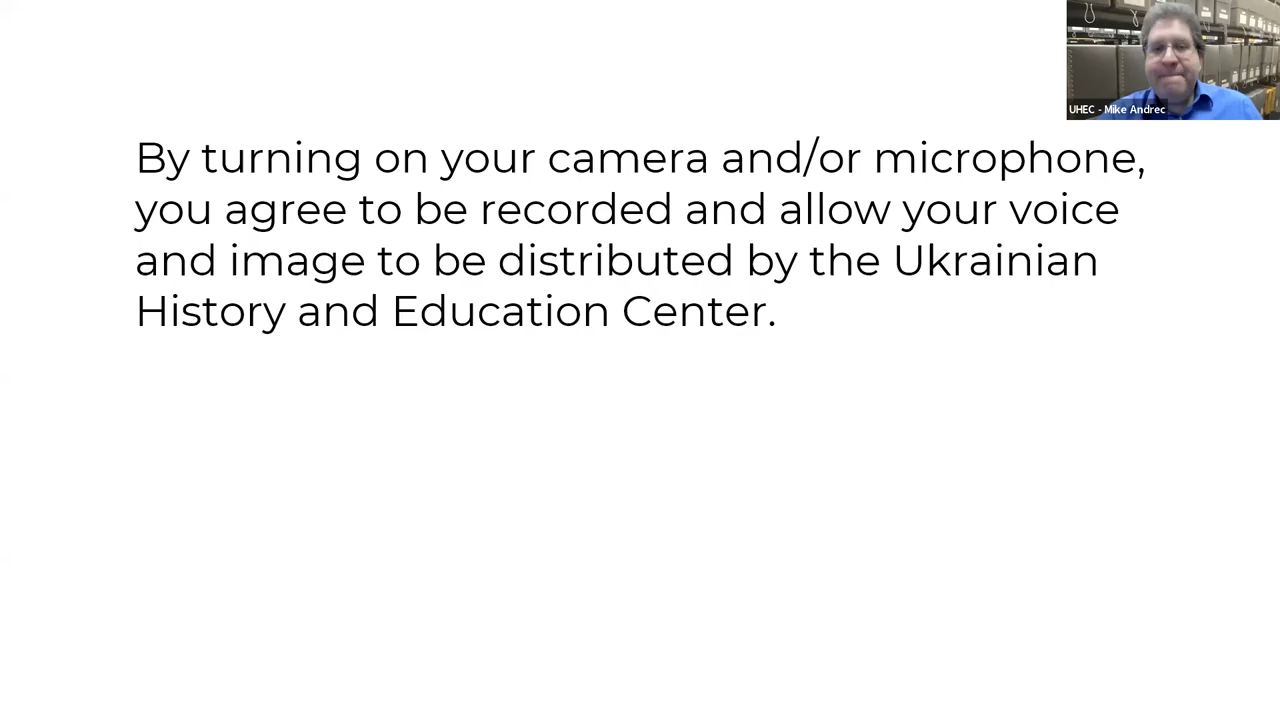 UHEC - Mike Andrec
By turning on your camera and/or microphone,
you agree to be recorded and allow your voice
and image to be distributed by the Ukrainian
History and Education Center.